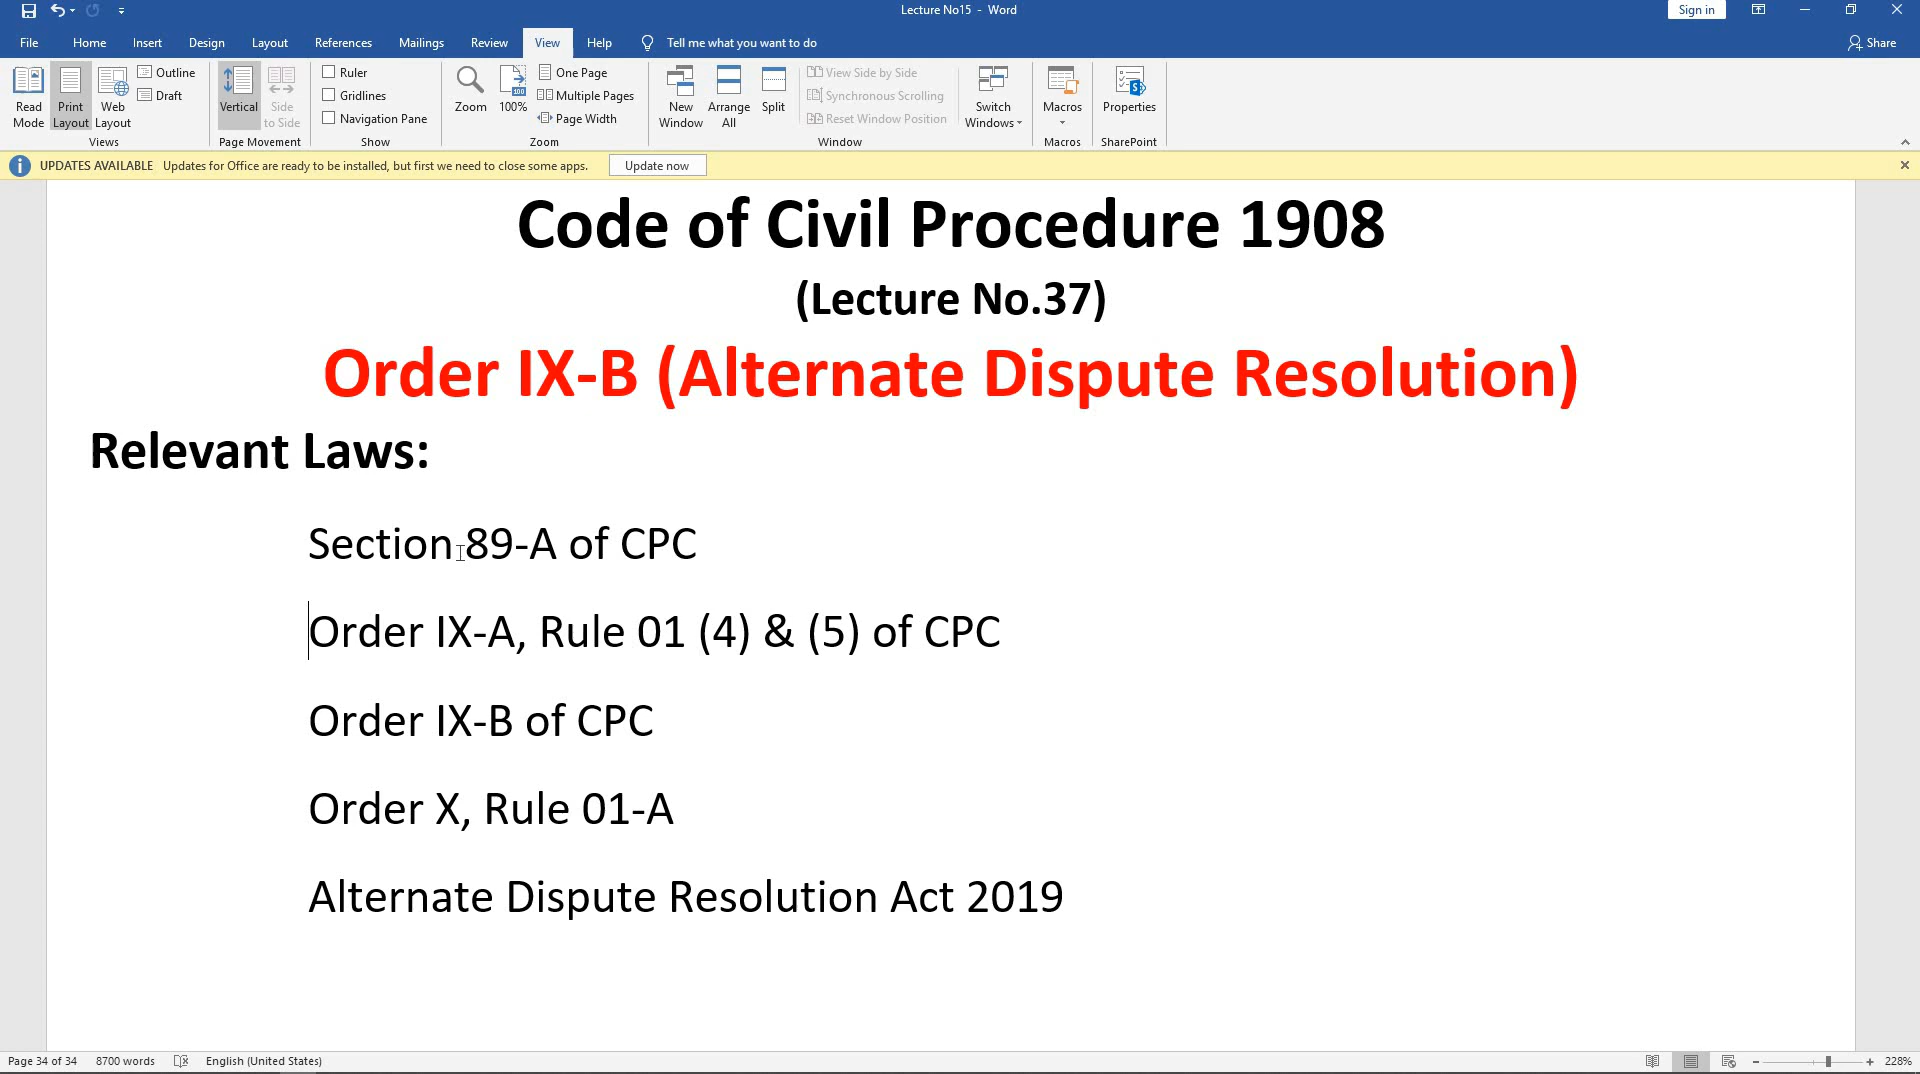 Lecture No15 - Word
Sign in
File Home Insert Design Layout References Mailings Review View Help Tell me what you want to do Share
Read Mode
Print Layout
Web Layout
Outline
Draft
Views
Vertical
Side to Side
Page Movement
Ruler
Gridlines
Navigation Pane
Show
Zoom
100%
One Page
Multiple Pages
Page Width
Zoom
New Window
Arrange All
Split
View Side by Side
Synchronous Scrolling
Reset Window Position
Switch Windows
Window
Macros
Macros
Properties
SharePoint
UPDATES AVAILABLE Updates for Office are ready to be installed, but first we need to close some apps. Update now
Code of Civil Procedure 1908
(Lecture No.37)
Order IX-B (Alternate Dispute Resolution)
Relevant Laws:
Section 89-A of CPC
Order IX-A, Rule 01 (4) & (5) of CPC
Order IX-B of CPC
Order X, Rule 01-A
Alternate Dispute Resolution Act 2019
Page 34 of 34 8700 words English (United States) 228%